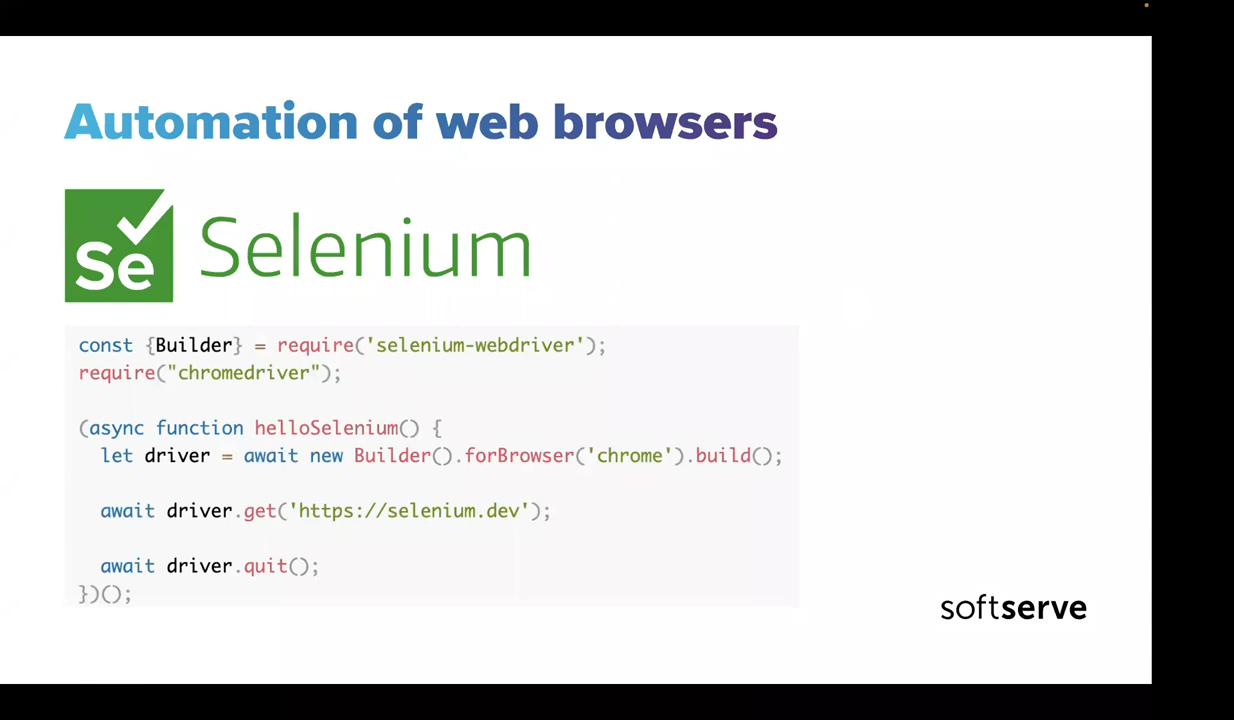 Automation of web browsers
Se Selenium
const {Builder} = require('selenium-webdriver');
require("chromedriver");
(async function helloSelenium() {
  let driver = await new Builder().forBrowser('chrome').build();
  await driver.get('https://selenium.dev');
  await driver.quit();
})();
softserve